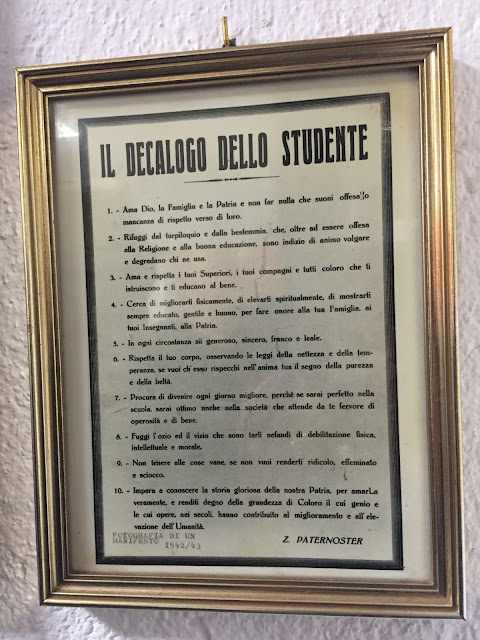 IL DECALOGO DELLO STUDENTE
1. - Ama Dio, la Famiglia e la Patria e non far nulla che suoni offesa o
mancanza di rispetto verso di loro.
2. - Rifuggi dal turpiloquio e dalla bestemmia, che, oltre ad essere offesa
alla Religione e alla buona educazione, sono indizio di animo volgare
e degradano chi ne usa.
3. - Ama e rispetta i tuoi Superiori, i tuoi compagni e tutti coloro che ti
istruiscono e ti educano al bene.
4. - Cerca di migliorarti fisicamente, di elevarti spiritualmente, di mostrarti
sempre educato, gentile e buono, per fare onore alla tua Famiglia, ai
tuoi Insegnanti, alla Patria.
5. - In ogni circostanza sii generoso, sincero, franco e leale.
6. - Rispetta il tuo corpo, osservando le leggi della nettezza e della tem-
peranza, se vuoi ch'esso rispecchi nell'anima tua il segno della purezza
e della beltà.
7. - Procura di divenire ogni giorno migliore, perchè se sarai perfetto nella
scuola, sarai ottimo anche nella società che attende da te fervore di
operosità e di bene.
8. - Fuggi l'ozio ed il vizio che sono tarli nefandi di debilitazione fisica,
intellettuale e morale.
9. - Non tenere alle cose vane, se non vuoi renderti ridicolo, effeminato
e sciocco.
10. - Impara a conoscere la storia gloriosa della nostra Patria, per amarLa
veramente, e renditi degno della grandezza di Coloro il cui genio e
le cui opere, nei secoli, hanno contribuito al miglioramento e all'ele-
vazione dell'Umanità.
Z. PATERNOSTER
FOTOGRAFIA DI UN
MANIFESTO 1942/43